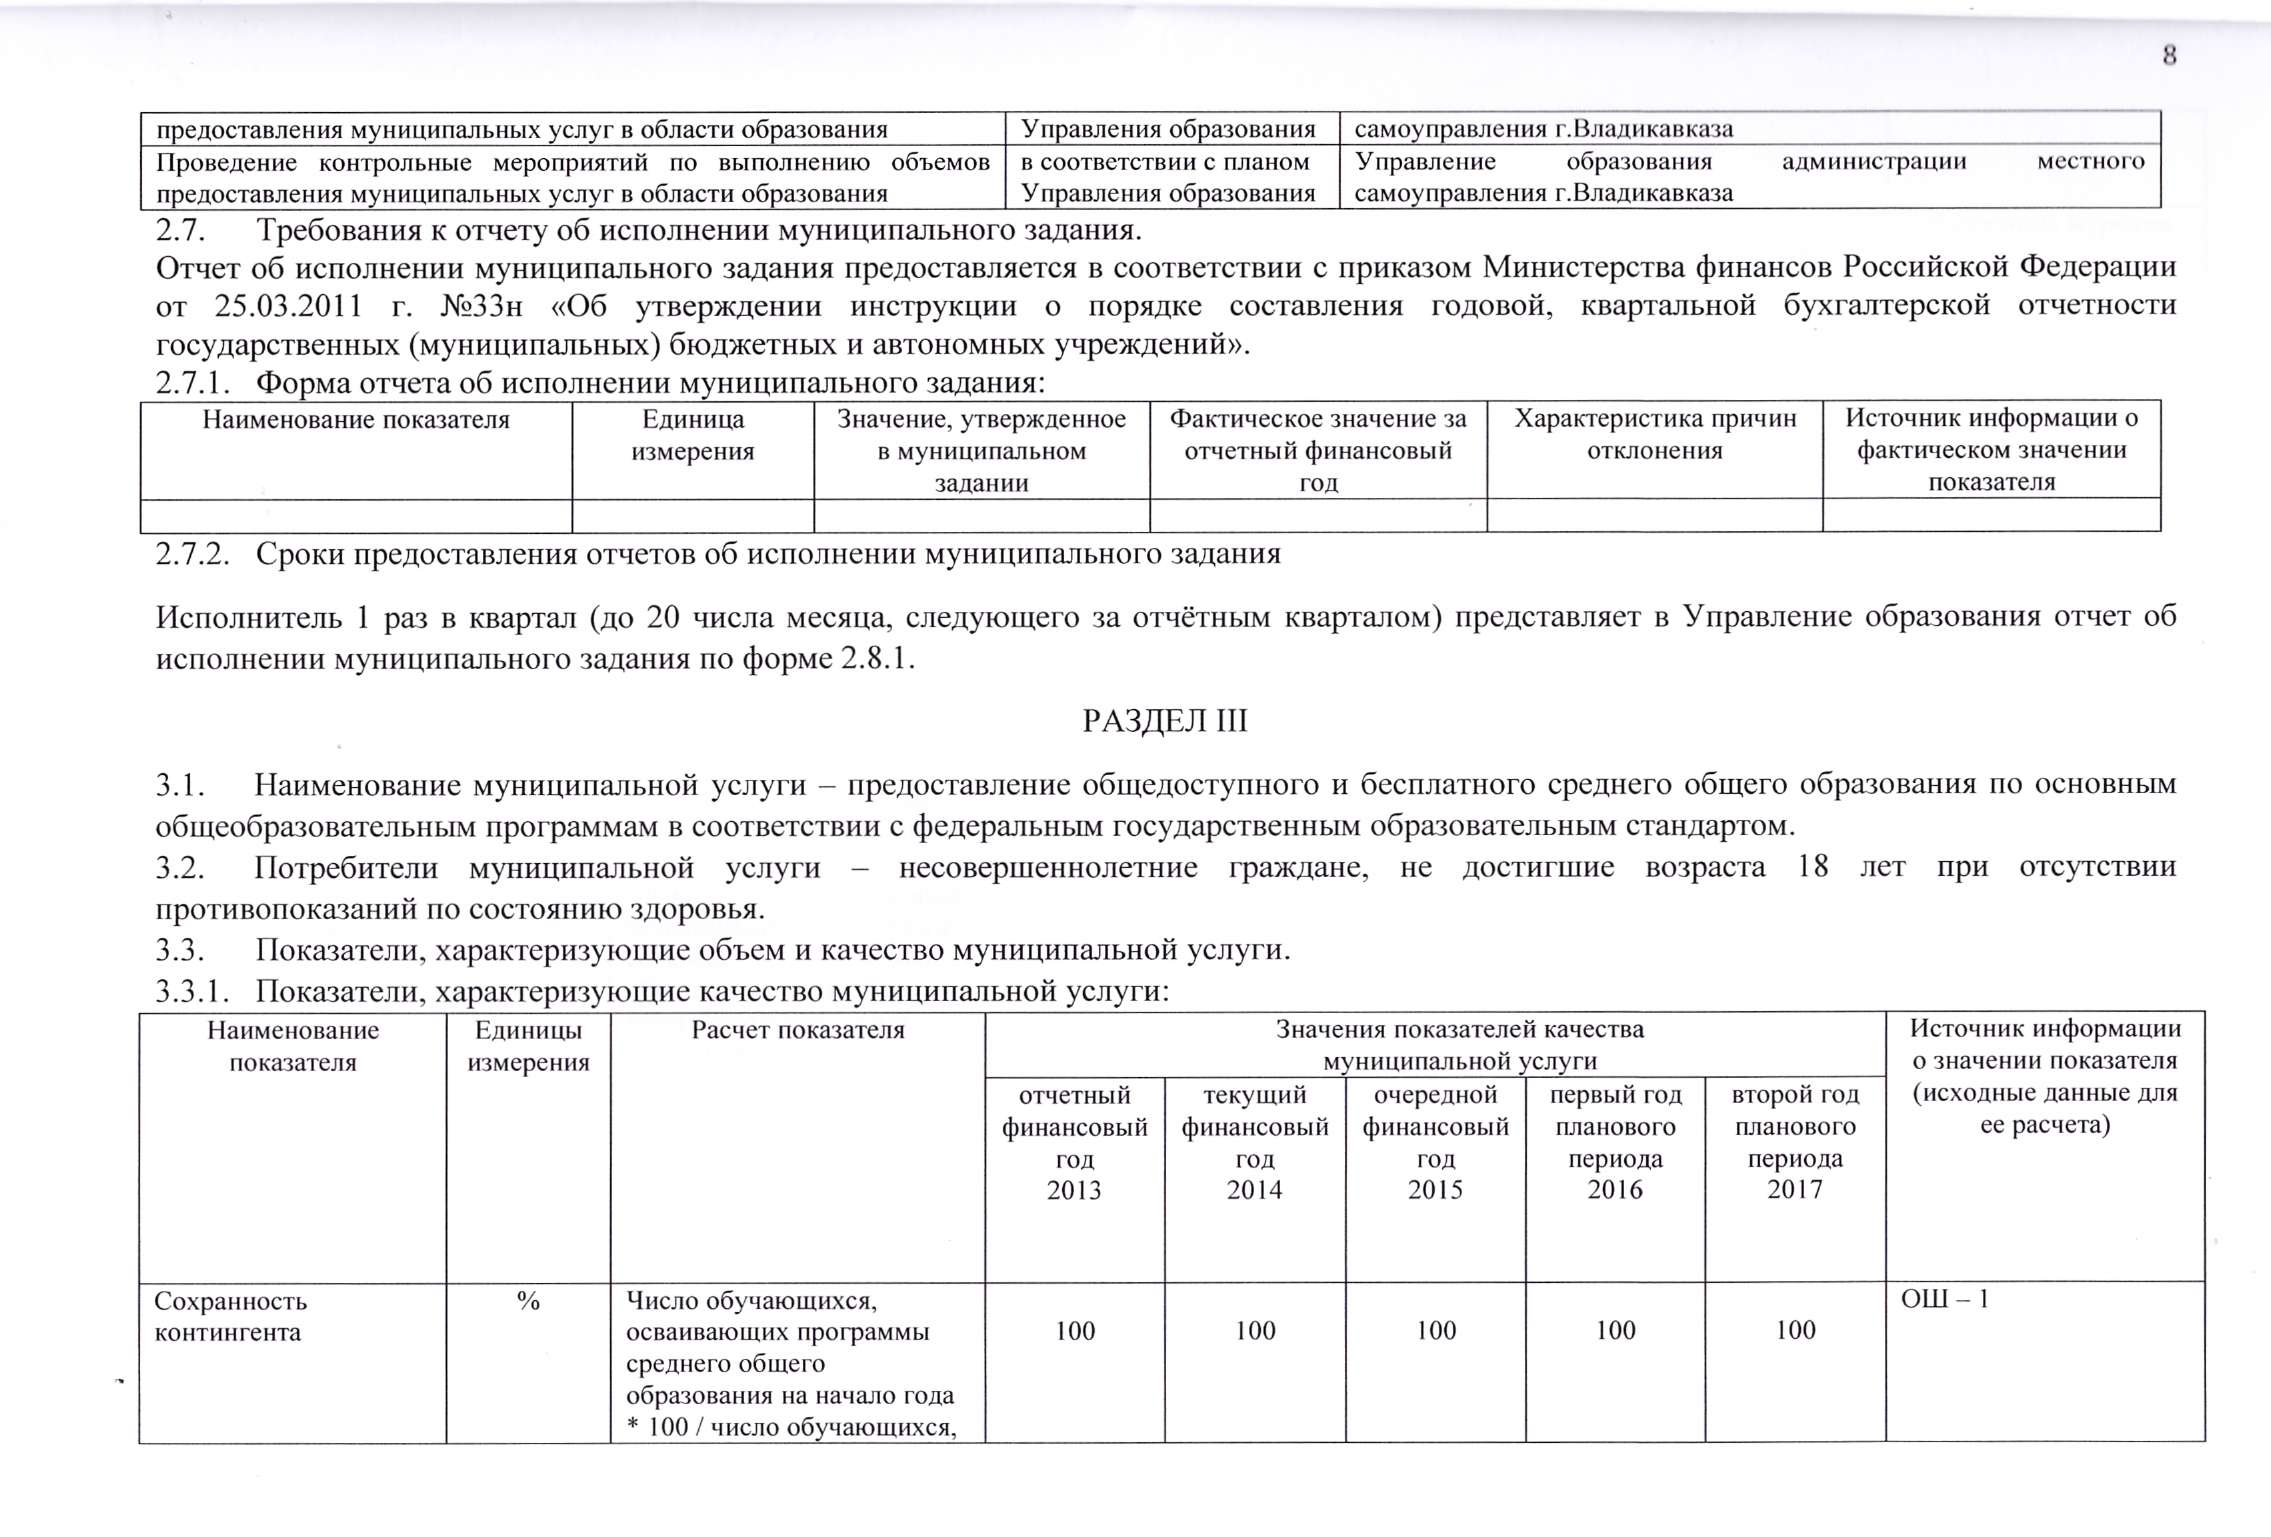 8
предоставления муниципальных услуг в области образования Управления образования самоуправления г.Владикавказа
Проведение контрольные мероприятий по выполнению объемов в соответствии с планом Управление образования администрации местного
предоставления муниципальных услуг в области образования Управления образования самоуправления г.Владикавказа
2.7. Требования к отчету об исполнении муниципального задания.
Отчет об исполнении муниципального задания предоставляется в соответствии с приказом Министерства финансов Российской Федерации
от 25.03.2011 г. №33н «Об утверждении инструкции о порядке составления годовой, квартальной бухгалтерской отчетности
государственных (муниципальных) бюджетных и автономных учреждений».
2.7.1. Форма отчета об исполнении муниципального задания:
Наименование показателя Единица Значение, утвержденное Фактическое значение за Характеристика причин Источник информации о
измерения в муниципальном отчетный финансовый отклонения фактическом значении
задании год показателя
2.7.2. Сроки предоставления отчетов об исполнении муниципального задания
Исполнитель 1 раз в квартал (до 20 числа месяца, следующего за отчётным кварталом) представляет в Управление образования отчет об
исполнении муниципального задания по форме 2.8.1.
РАЗДЕЛ III
3.1. Наименование муниципальной услуги – предоставление общедоступного и бесплатного среднего общего образования по основным
общеобразовательным программам в соответствии с федеральным государственным образовательным стандартом.
3.2. Потребители муниципальной услуги – несовершеннолетние граждане, не достигшие возраста 18 лет при отсутствии
противопоказаний по состоянию здоровья.
3.3. Показатели, характеризующие объем и качество муниципальной услуги.
3.3.1. Показатели, характеризующие качество муниципальной услуги:
Наименование Единицы Расчет показателя Значения показателей качества Источник информации
показателя измерения муниципальной услуги о значении показателя
отчетный текущий очередной первый год второй год (исходные данные для
финансовый финансовый финансовый планового планового ее расчета)
год год год периода периода
2013 2014 2015 2016 2017
Сохранность % Число обучающихся, ОШ – 1
контингента осваивающих программы 100 100 100 100 100
среднего общего
образования на начало года
* 100 / число обучающихся,